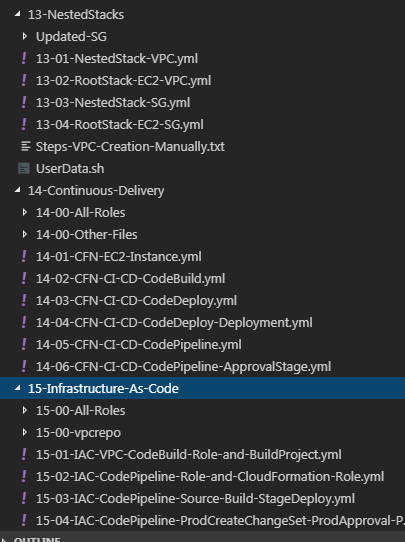 13-NestedStacks
Updated-SG
13-01-NestedStack-VPC.yml
13-02-RootStack-EC2-VPC.yml
13-03-NestedStack-SG.yml
13-04-RootStack-EC2-SG.yml
Steps-VPC-Creation-Manually.txt
UserData.sh
14-Continuous-Delivery
14-00-All-Roles
14-00-Other-Files
14-01-CFN-EC2-Instance.yml
14-02-CFN-CI-CD-CodeBuild.yml
14-03-CFN-CI-CD-CodeDeploy.yml
14-04-CFN-CI-CD-CodeDeploy-Deployment.yml
14-05-CFN-CI-CD-CodePipeline.yml
14-06-CFN-CI-CD-CodePipeline-ApprovalStage.yml
15-Infrastructure-As-Code
15-00-All-Roles
15-00-vpcrepo
15-01-IAC-VPC-CodeBuild-Role-and-BuildProject.yml
15-02-IAC-CodePipeline-Role-and-CloudFormation-Role.yml
15-03-IAC-CodePipeline-Source-Build-StageDeploy.yml
15-04-IAC-CodePipeline-ProdCreateChangeSet-ProdApproval-P...
OUTLINE